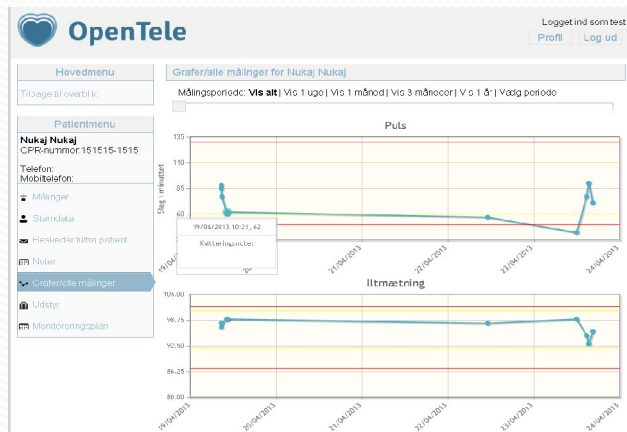 OpenTele
Logget ind som test
Profil Log ud
Hovedmenu
Tilbage til overblik
Patientmenu
Nukaj Nukaj
CPR-nummer:151515-1515
Telefon:
Mobiltelefon:
Målinger
Stamdata
Beskeder til/fra patient
Noter
Grafer/alle målinger
Udstyr
Monitoreringsplan
Grafer/alle målinger for Nukaj Nukaj
Målingsperiode: Vis alt | Vis 1 uge | Vis 1 måned | Vis 3 måneder | Vis 1 år | Vælg periode
Puls
Slag i minuttet
135
110
85
60
19/04/2013 10:21, 62
Kvitteringsnote:
21/04/2013
22/04/2013
23/04/2013
24/04/2013
Iltmætning
105.00
98.75
92.50
86.25
80.00
19/04/2013
20/04/2013
21/04/2013
22/04/2013
23/04/2013
24/04/2013